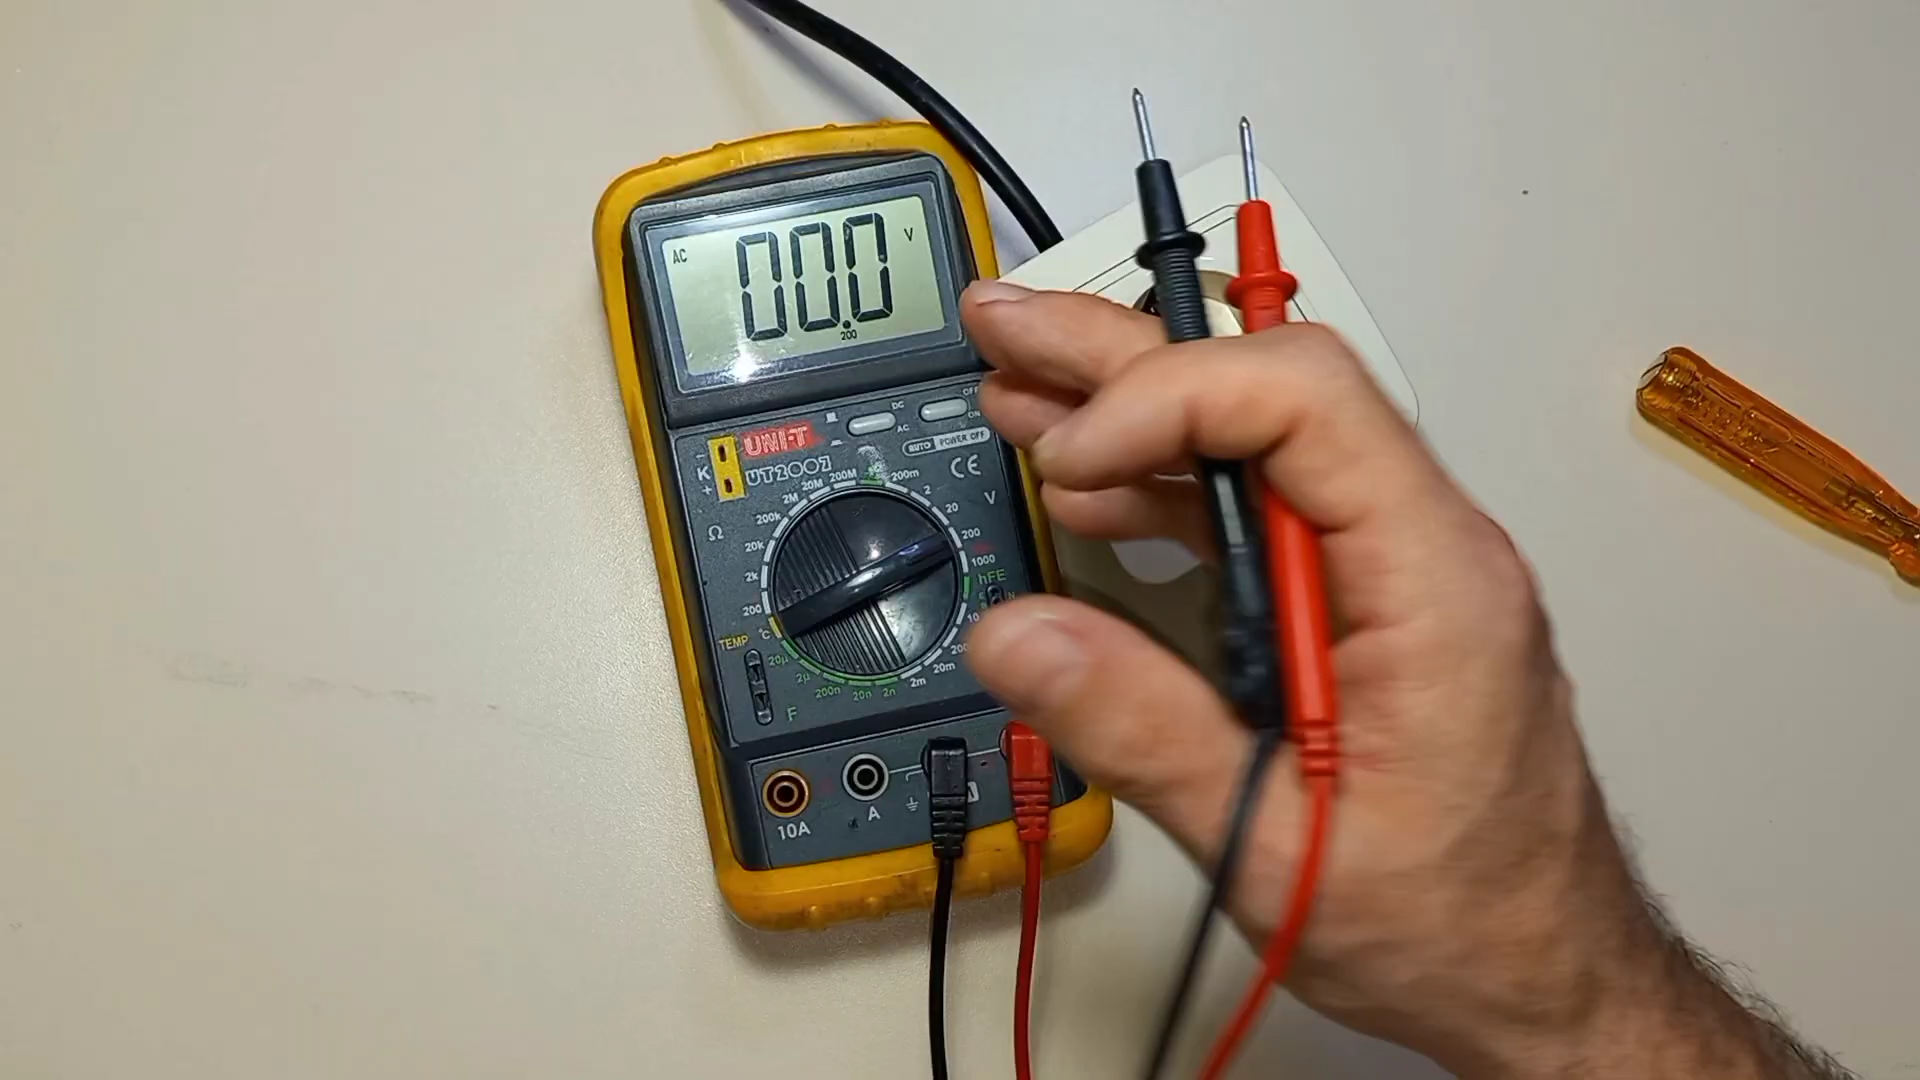 AC
V
00.0
200
OFF
ON
DC
AC
UNI-T
AUTO POWER OFF
K
UT2002
CE
- +
200M
200m
20M
2M
2
200k
20
V
Ω
20k
200
2k
1000
200
hFE
TEMP
°C
N
20µ
20m
2µ
2m
200n
20n
2n
F
10A
A